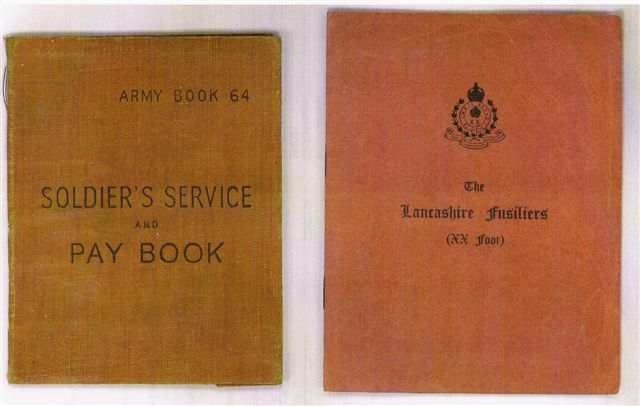 ARMY BOOK 64
SOLDIER'S SERVICE
AND
PAY BOOK
The
Lancashire Fusiliers
(XX Foot)